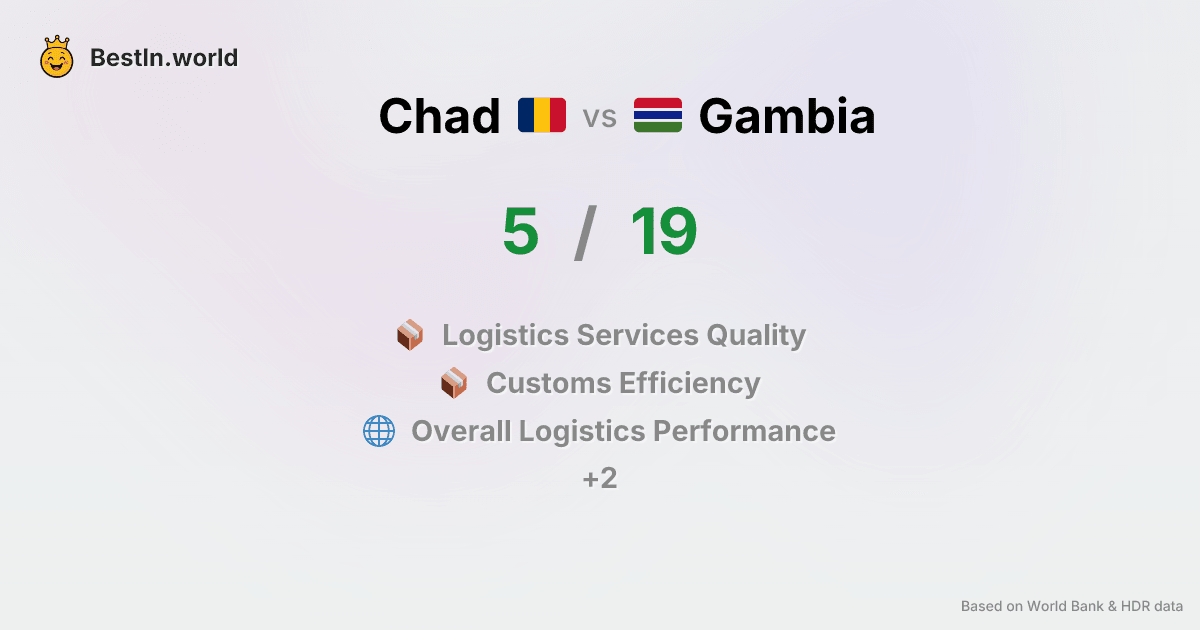 BestIn.world
Chad vs Gambia
5 / 19
Logistics Services Quality
Customs Efficiency
Overall Logistics Performance
+2
Based on World Bank & HDR data